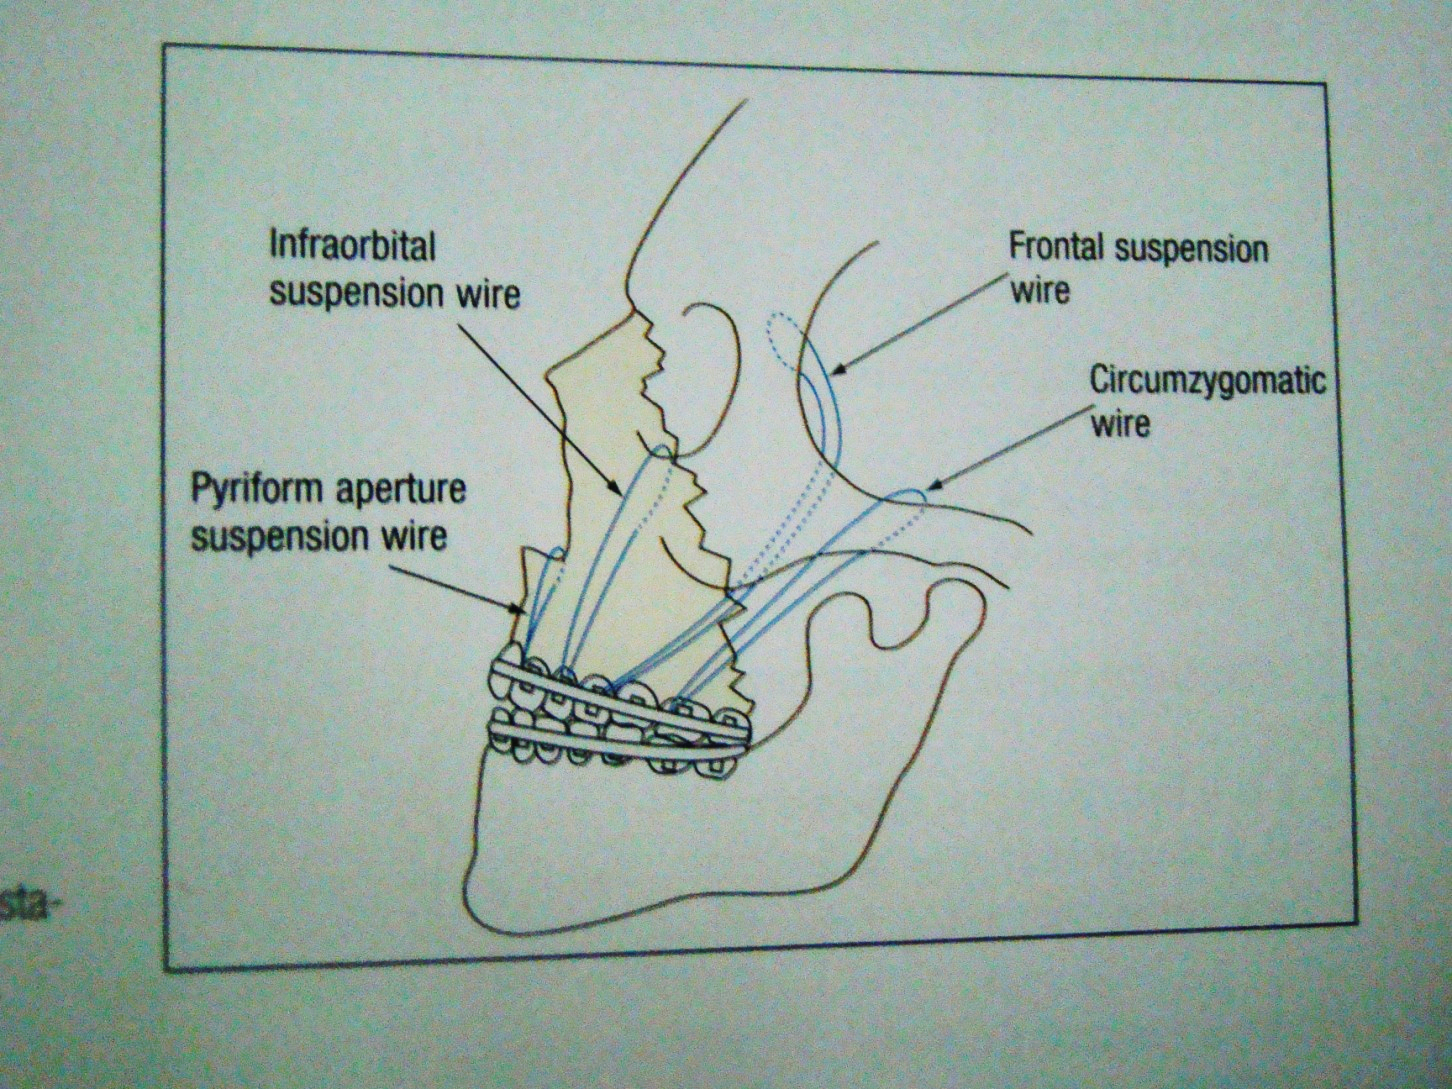 Infraorbital
suspension wire
Frontal suspension
wire
Circumzygomatic
wire
Pyriform aperture
suspension wire
sta-